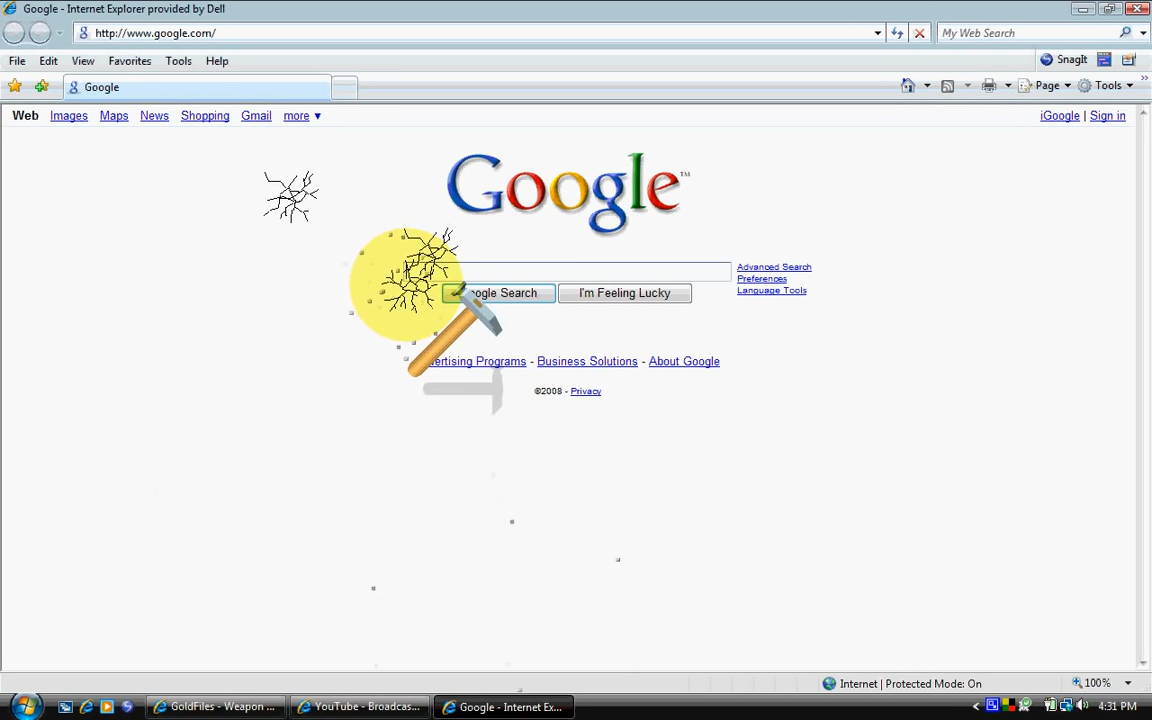 Google - Internet Explorer provided by Dell
http://www.google.com/
My Web Search
File Edit View Favorites Tools Help
SnagIt
Google
Page Tools
Web Images Maps News Shopping Gmail more ▼
iGoogle | Sign in
Google™
Advanced Search
Preferences
Language Tools
Search
I'm Feeling Lucky
Programs - Business Solutions - About Google
©2008 - Privacy
Internet | Protected Mode: On
100%
GoldFiles - Weapon ...
YouTube - Broadcas...
Google - Internet Ex...
4:31 PM